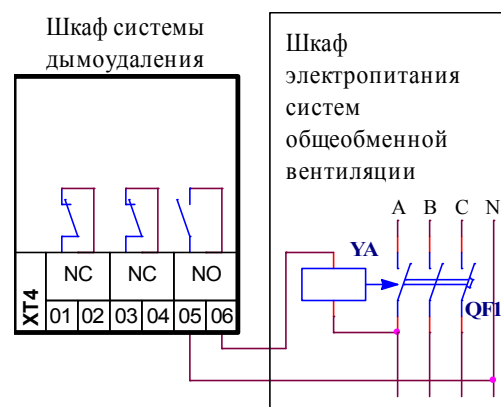 Шкаф системы
дымоудаления
Шкаф
электропитания
систем
общеобменной
вентиляции
A B C N
YA
QF1
XT4
NC NC NO
01 02 03 04 05 06